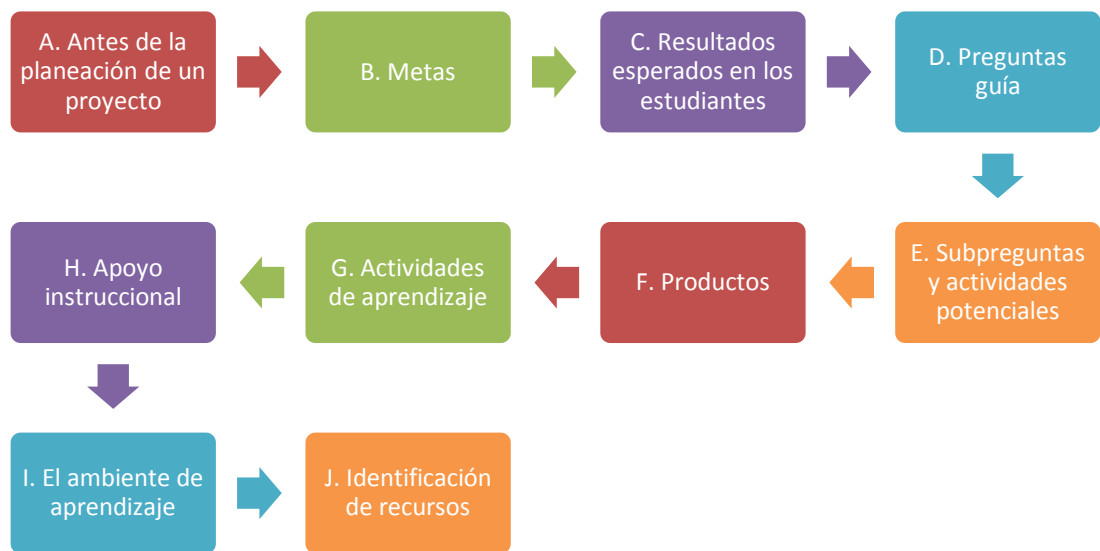 A. Antes de la
planeación de un
proyecto
B. Metas
C. Resultados
esperados en los
estudiantes
D. Preguntas
guía
E. Subpreguntas
y actividades
potenciales
F. Productos
G. Actividades
de aprendizaje
H. Apoyo
instruccional
I. El ambiente de
aprendizaje
J. Identificación
de recursos